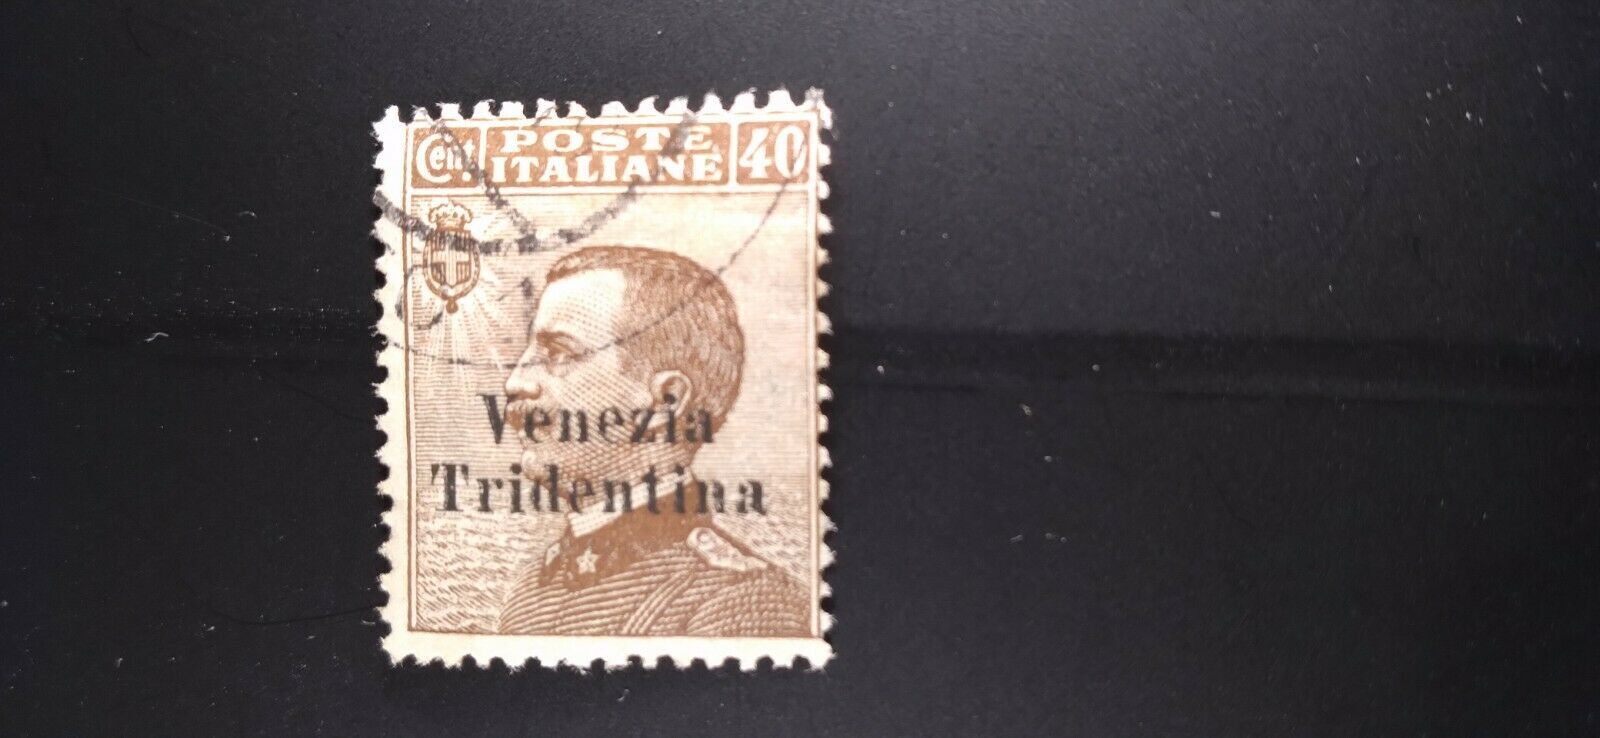 Cent. POSTE ITALIANE 40
Venezia
Tridentina